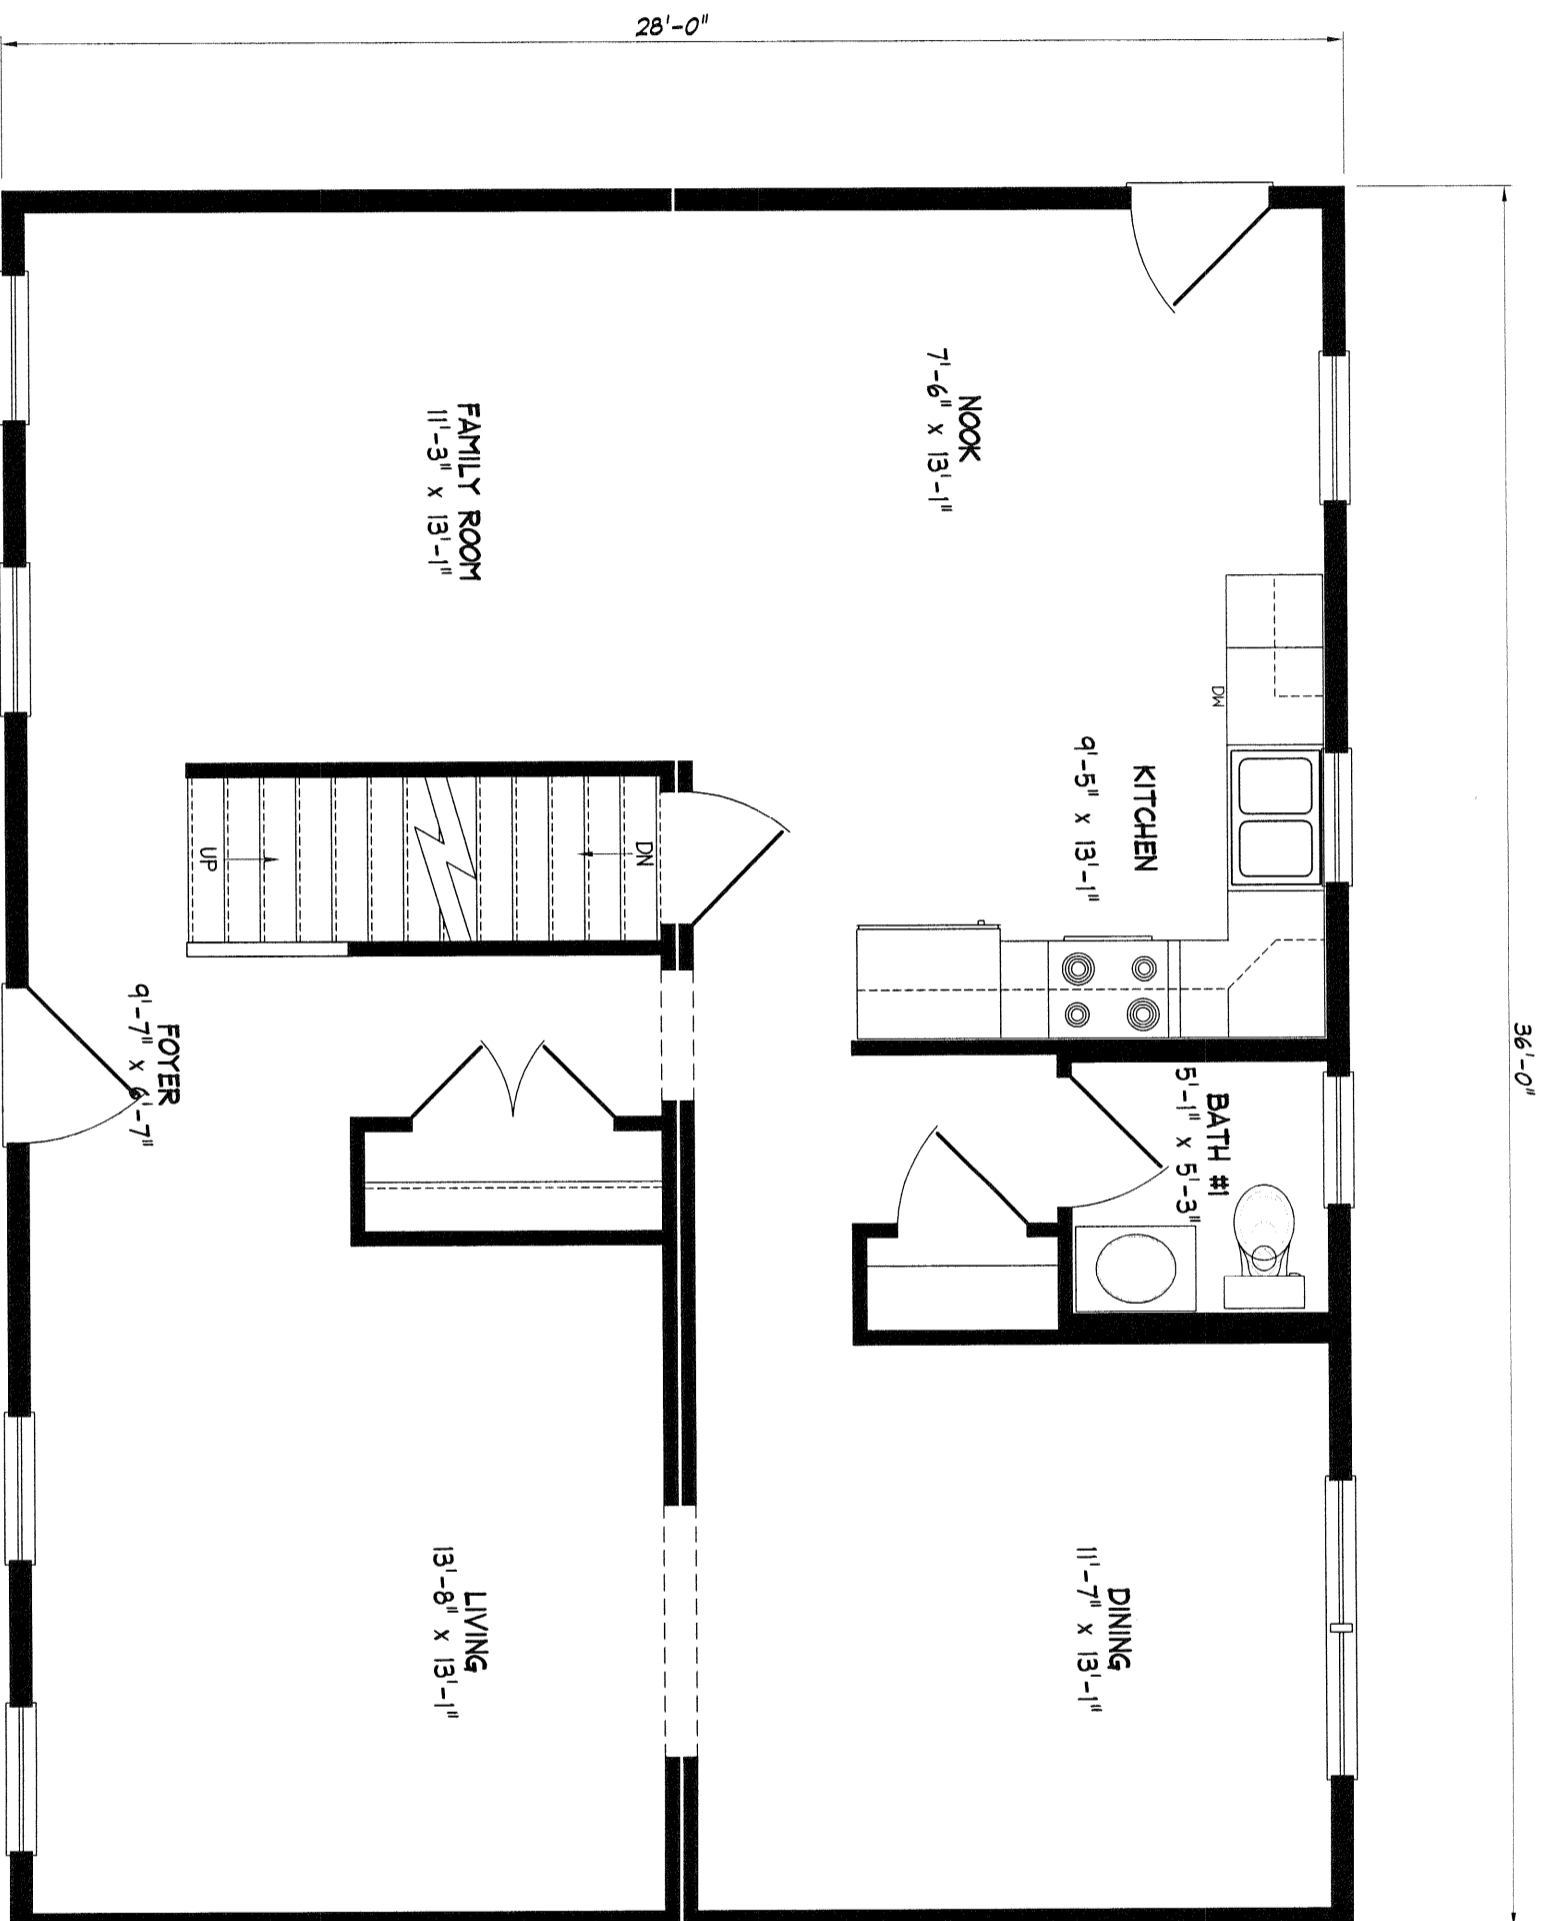 28'-0"
36'-0"
NOOK
7'-6" x 13'-1"
KITCHEN
9'-5" x 13'-1"
DW
BATH #1
5'-1" x 5'-3"
DINING
11'-7" x 13'-1"
FAMILY ROOM
11'-3" x 13'-1"
DN
UP
FOYER
9'-7" x 6'-7"
LIVING
13'-8" x 13'-1"